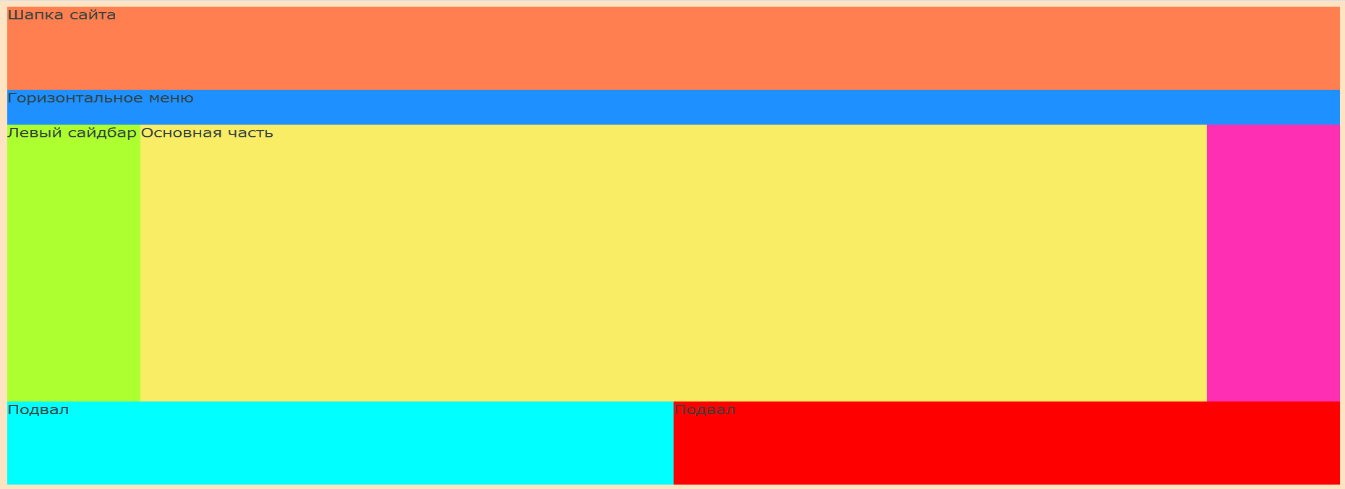 Шапка сайта
Горизонтальное меню
Левый сайдбар
Основная часть
Подвал
Подвал